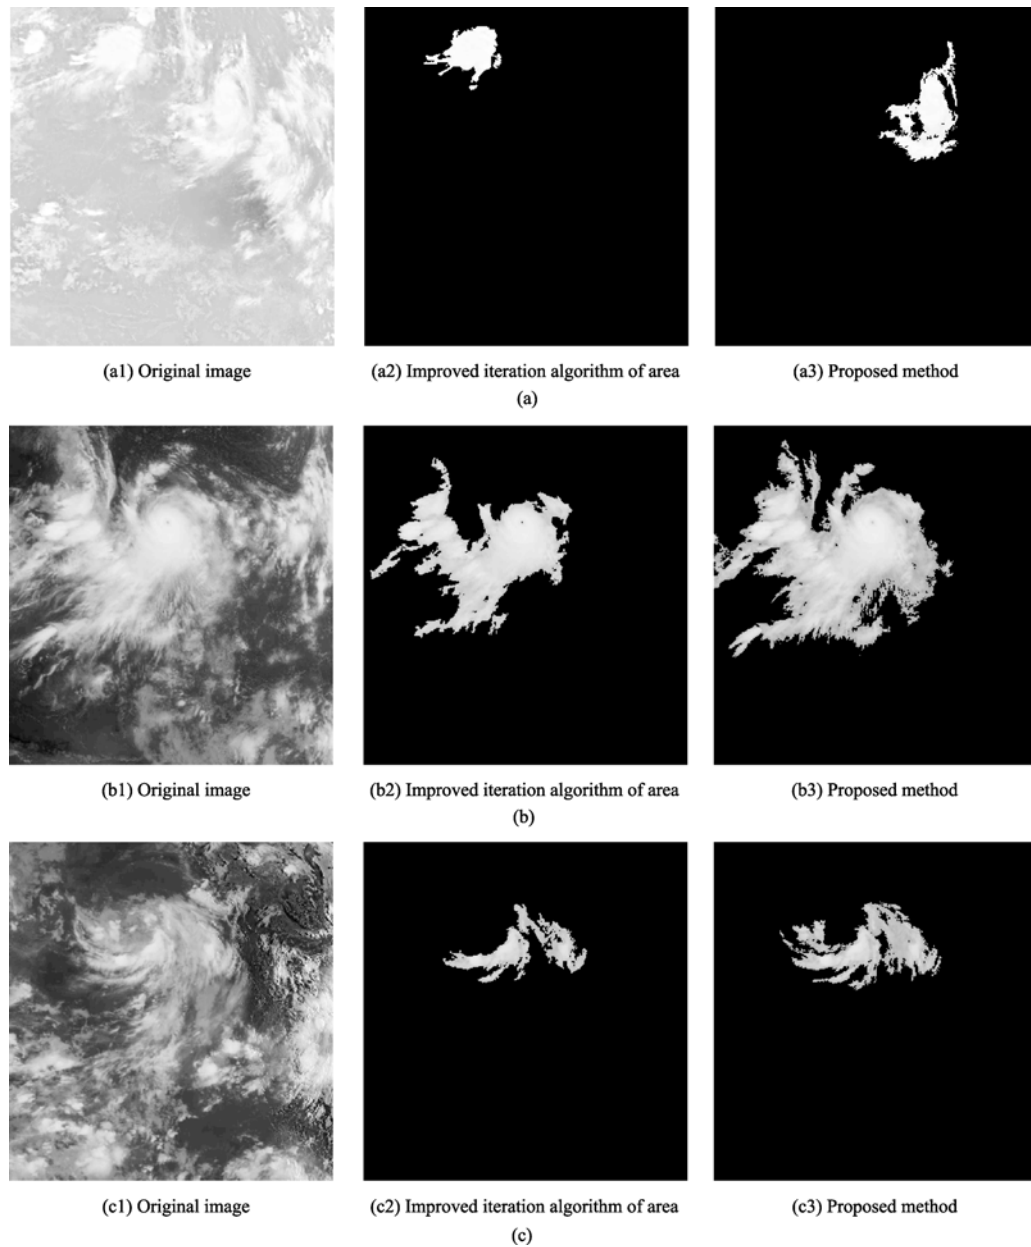 (a1) Original image (a2) Improved iteration algorithm of area (a3) Proposed method
(a)
(b1) Original image (b2) Improved iteration algorithm of area (b3) Proposed method
(b)
(c1) Original image (c2) Improved iteration algorithm of area (c3) Proposed method
(c)